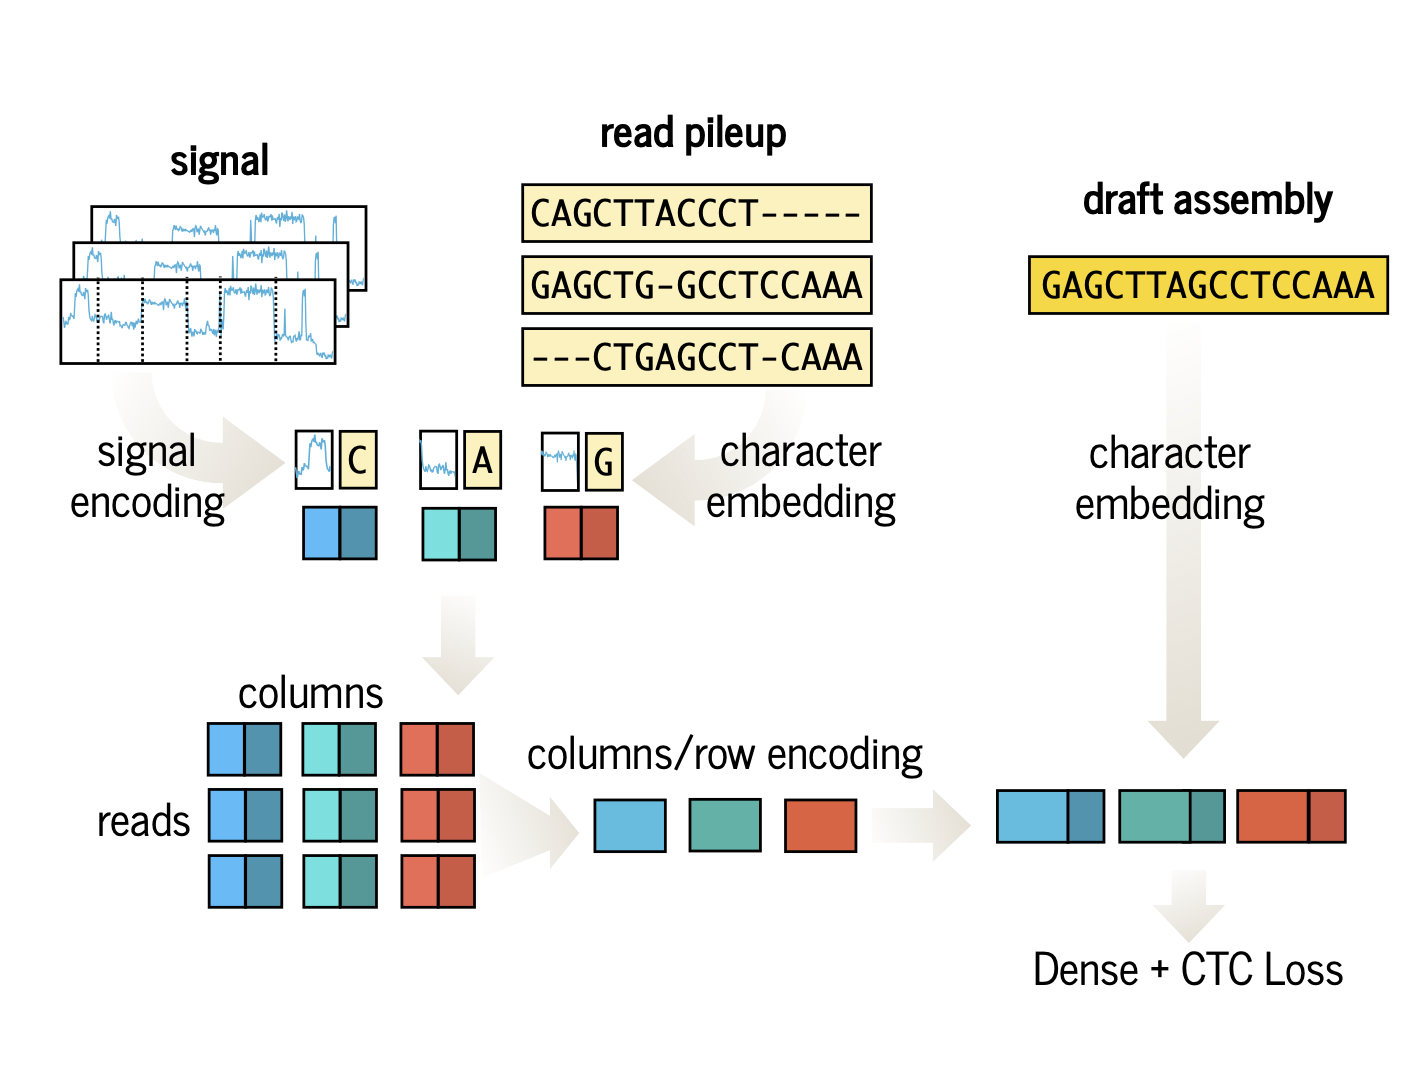 signal
read pileup
draft assembly
CAGCTTACCCT-----
GAGCTG-GCCTCCAAA
---CTGAGCCT-CAAA
GAGCTTAGCCTCCAAA
signal
encoding
C
A
G
character
embedding
character
embedding
columns
reads
columns/row encoding
Dense + CTC Loss